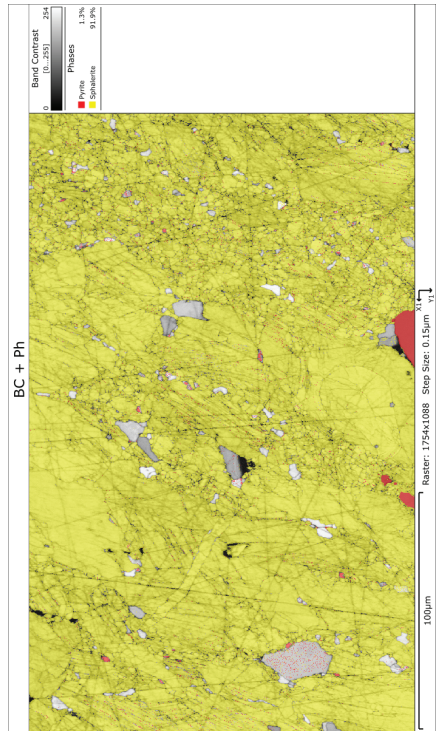 BC + Ph
Band Contrast
0 [0...255] 254
Phases
Pyrite 1.3%
Sphalerite 91.9%
X1
Y1
Raster: 1754x1088 Step Size: 0.15µm
100µm